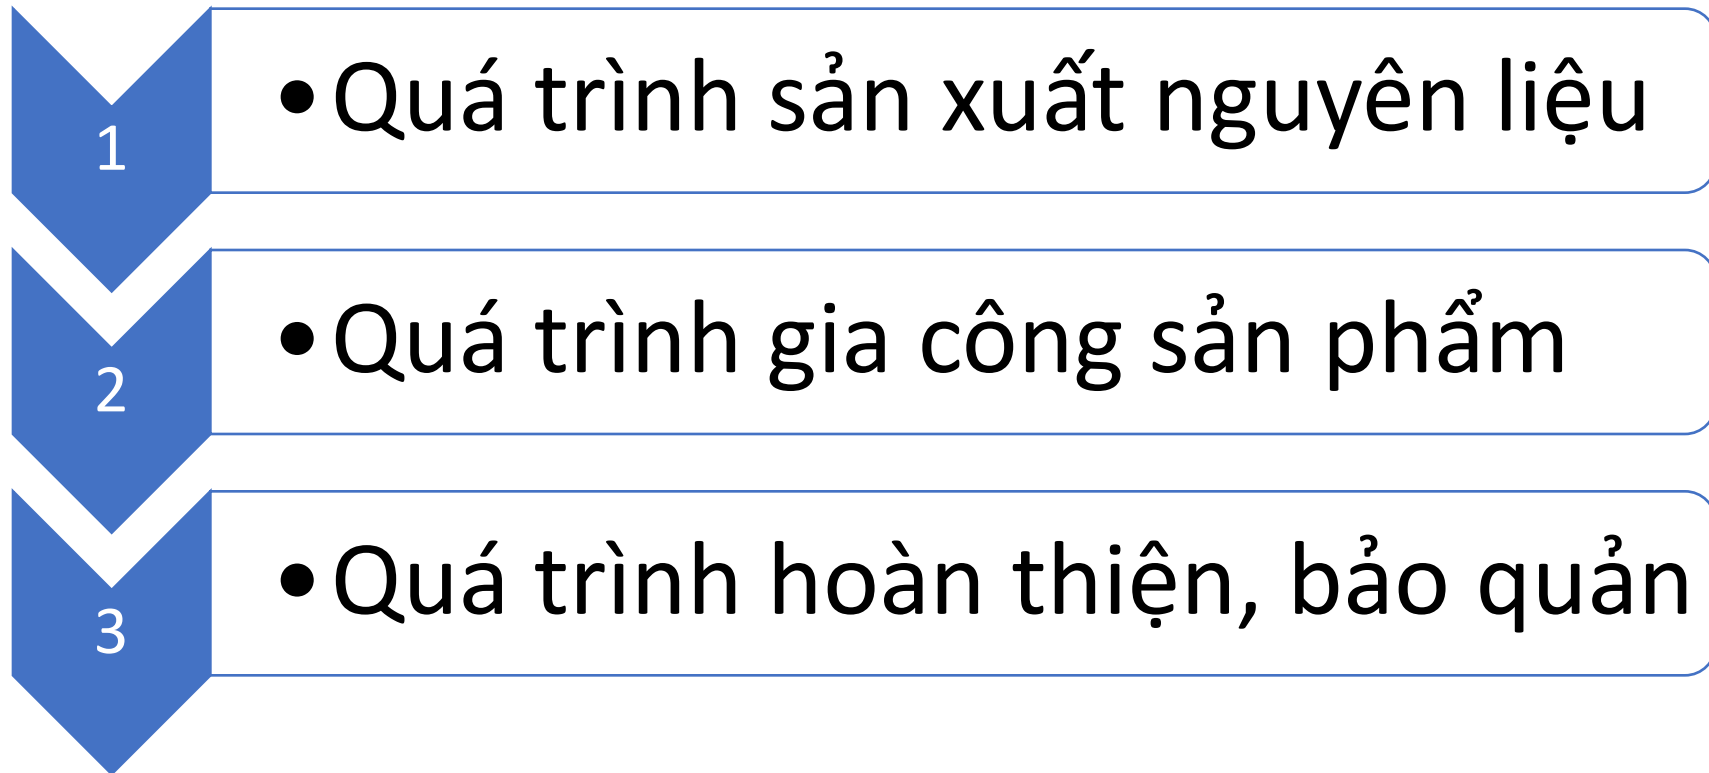 1
•Quá trình sản xuất nguyên liệu
2
•Quá trình gia công sản phẩm
3
•Quá trình hoàn thiện, bảo quản